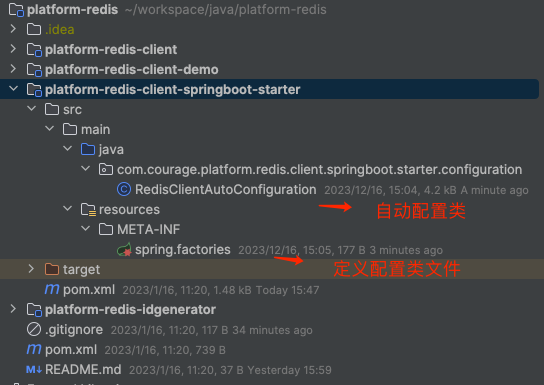 platform-redis ~/workspace/java/platform-redis
.idea
platform-redis-client
platform-redis-client-demo
platform-redis-client-springboot-starter
src
main
java
com.courage.platform.redis.client.springboot.starter.configuration
RedisClientAutoConfiguration 2023/12/16, 15:04, 4.2 kB A minute ago
自动配置类
resources
META-INF
spring.factories 2023/12/16, 15:05, 177 B 3 minutes ago
定义配置类文件
target
pom.xml 2023/1/16, 11:20, 1.48 kB Today 15:47
platform-redis-idgenerator
.gitignore 2023/1/16, 11:20, 117 B 34 minutes ago
pom.xml 2023/1/16, 11:20, 739 B
README.md 2023/1/16, 11:20, 37 B Yesterday 15:59